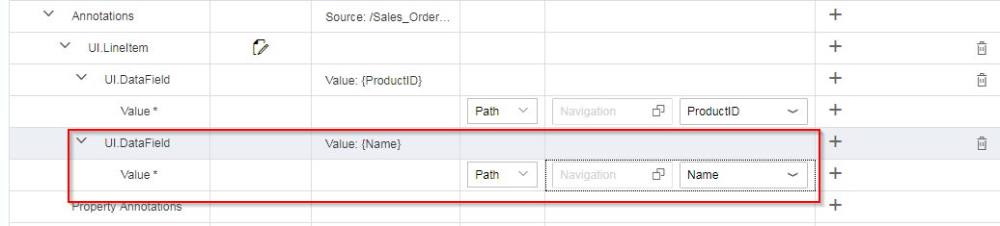 Annotations Source: /Sales_Order... +
UI.LineItem +
UI.DataField Value: {ProductID} +
Value * Path Navigation ProductID +
UI.DataField Value: {Name} +
Value * Path Navigation Name +
Property Annotations +